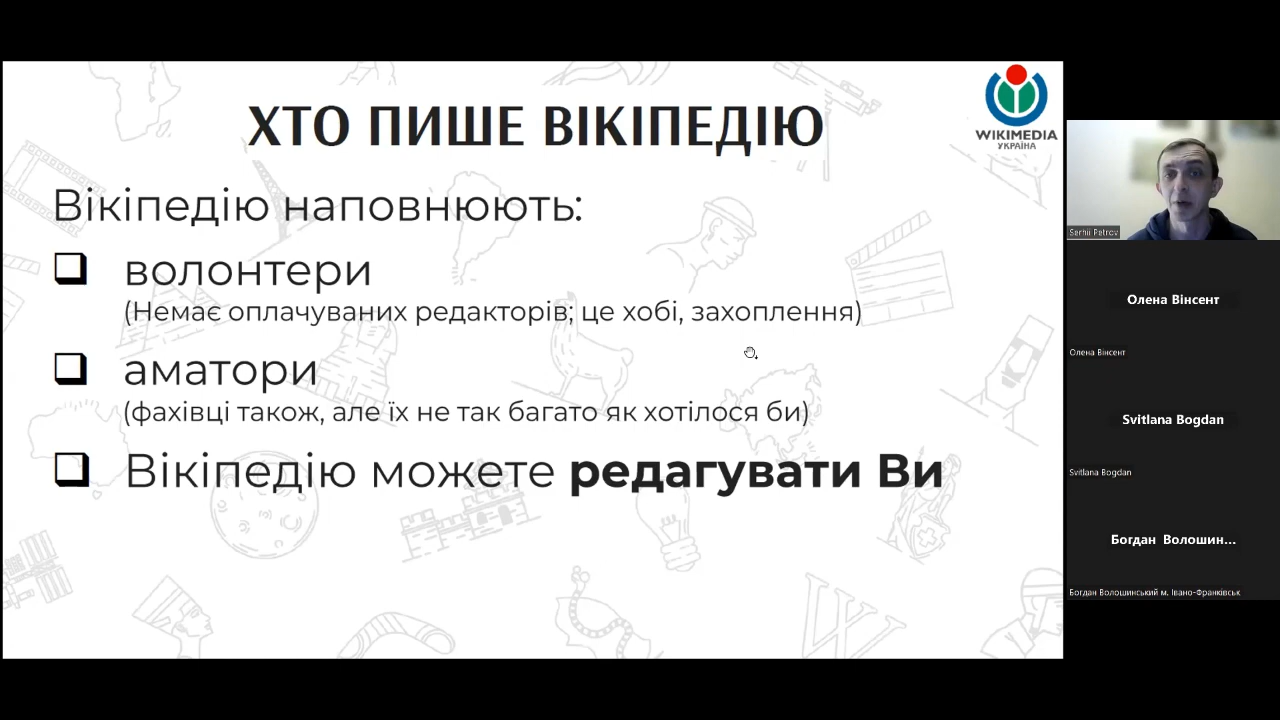 ХТО ПИШЕ ВІКІПЕДІЮ
WIKIMEDIA
УКРАЇНА
Вікіпедію наповнюють:
волонтери
(Немає оплачуваних редакторів; це хобі, захоплення)
аматори
(фахівці також, але їх не так багато як хотілося би)
Вікіпедію можете редагувати Ви
Serhii Petrov
Олена Вінсент
Олена Вінсент
Svitlana Bogdan
Svitlana Bogdan
Богдан Волошин...
Богдан Волошинський м. Івано-Франківськ